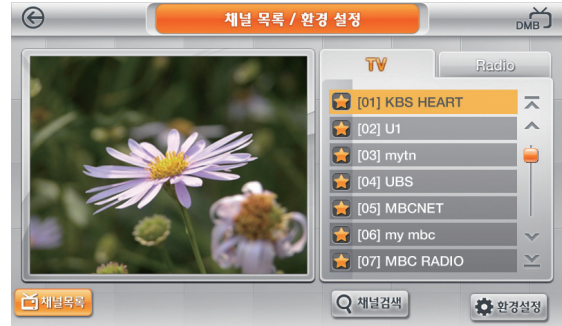 채널 목록 / 환경 설정
DMB
TV
Radio
[01] KBS HEART
[02] U1
[03] mytn
[04] UBS
[05] MBCNET
[06] my mbc
[07] MBC RADIO
채널목록
채널검색
환경설정